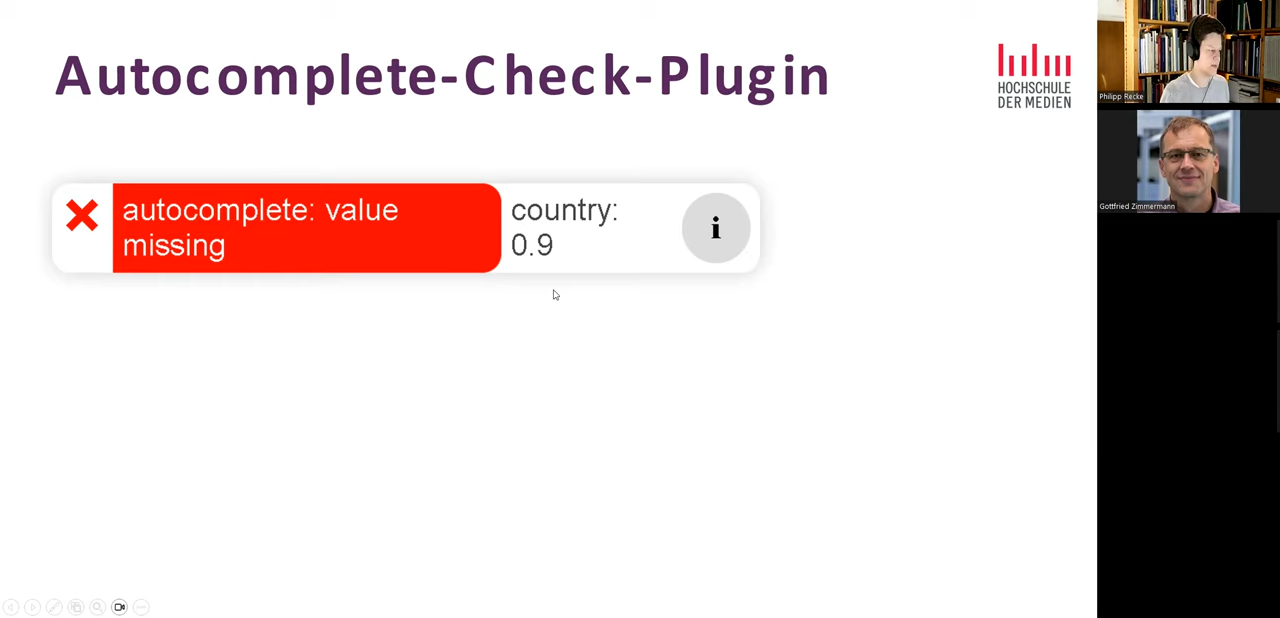 Autocomplete-Check-Plugin
HOCHSCHULE
DER MEDIEN
autocomplete: value
missing
country:
0.9
i
Philipp Recke
Gottfried Zimmermann